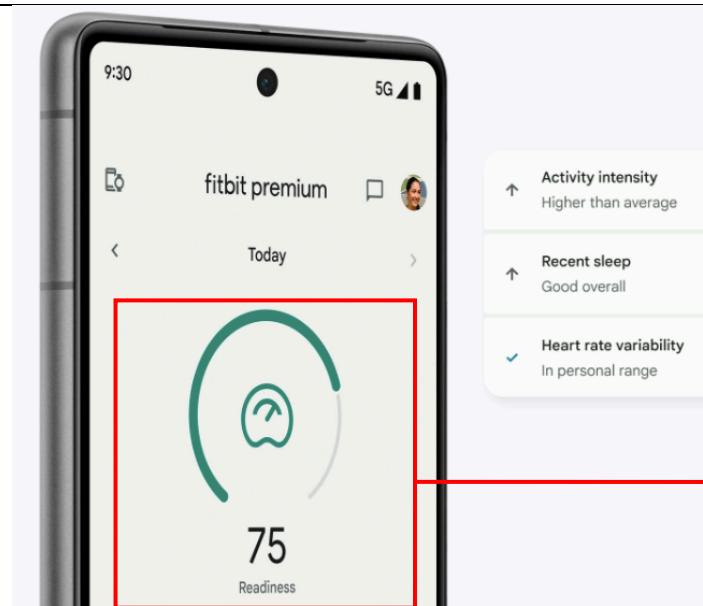 9:30
5G
fitbit premium
Today
75
Readiness
Activity intensity
Higher than average
Recent sleep
Good overall
Heart rate variability
In personal range